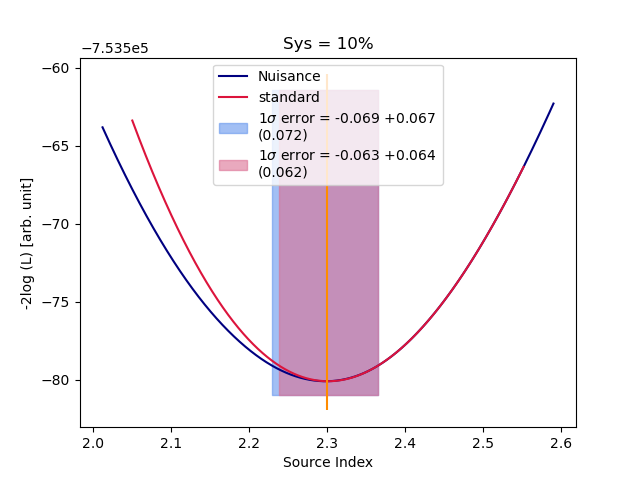 Sys = 10%
−7.535e5
Nuisance
standard
1σ error = -0.069 +0.067
(0.072)
1σ error = -0.063 +0.064
(0.062)
−60
−65
−70
−75
−80
-2log (L) [arb. unit]
2.0 2.1 2.2 2.3 2.4 2.5 2.6
Source Index